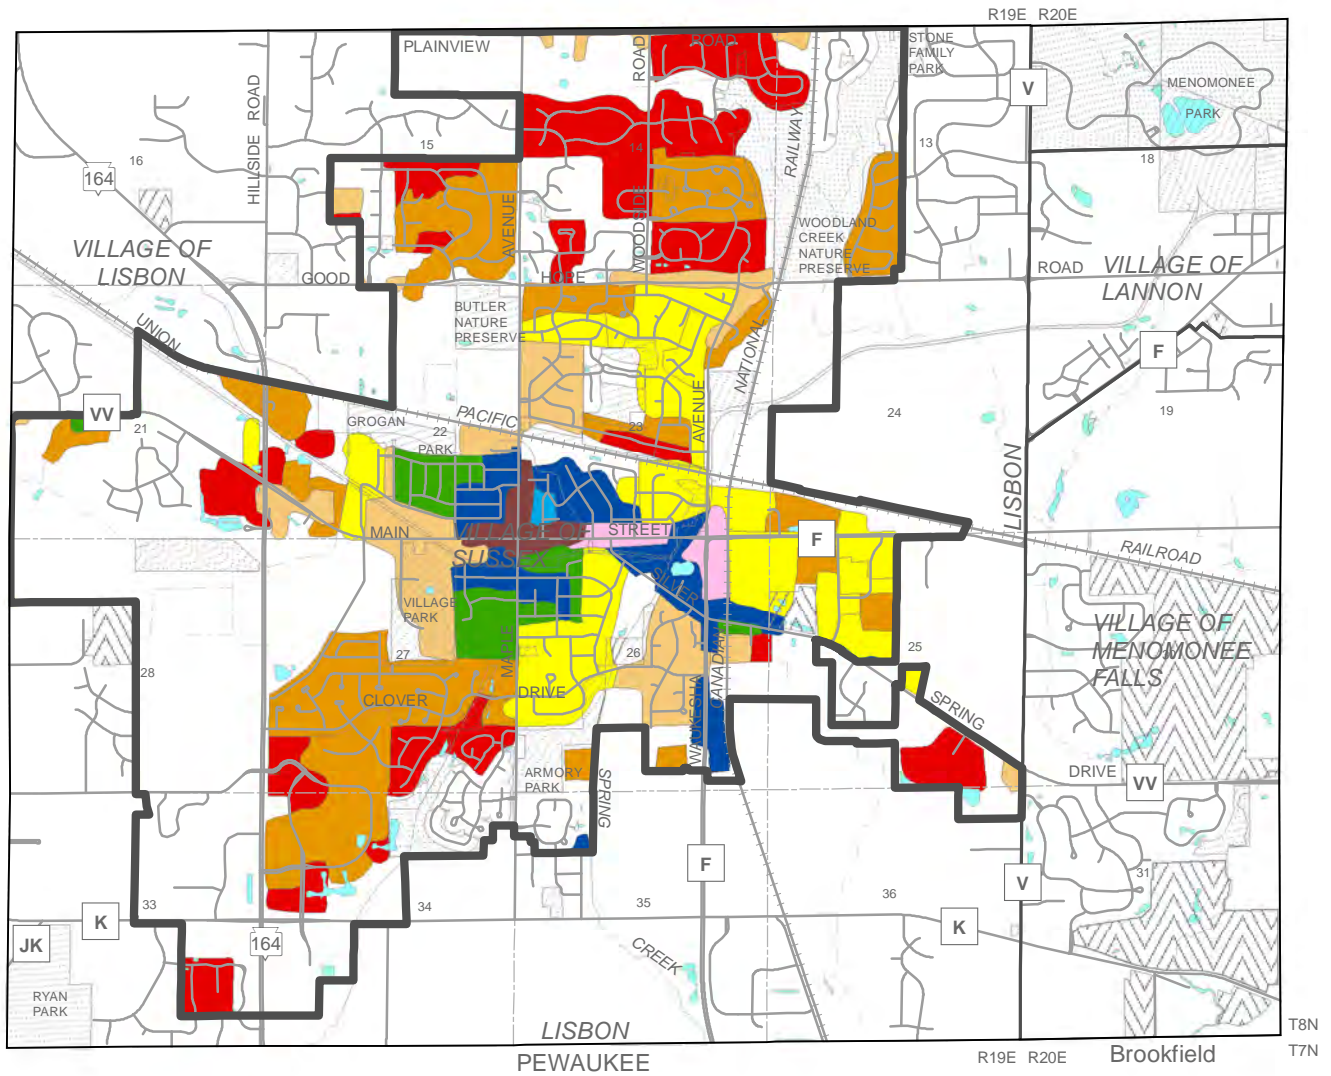 R19E R20E
PLAINVIEW
ROAD
ROAD
STONE
FAMILY
PARK
V
MENOMONEE
PARK
HILLSIDE ROAD
16
15
14
13
18
164
RAILWAY
AVENUE
WOODSIDE
WOODLAND
CREEK
NATURE
PRESERVE
VILLAGE OF
LISBON
GOOD
HOPE
ROAD
VILLAGE OF
LANNON
UNION
BUTLER
NATURE
PRESERVE
NATIONAL
V
F
VV
21
GROGAN
PARK
22
PACIFIC
23
AVENUE
24
19
LISBON
MAIN
VILLAGE OF
SUSSEX
STREET
F
RAILROAD
SILVER
VILLAGE
PARK
27
MAPLE
26
CANADIAN
25
VILLAGE OF
MENOMONEE
FALLS
28
CLOVER
DRIVE
WAUKESHA
SPRING
ARMORY
PARK
SPRING
DRIVE
VV
F
V
31
33
34
35
36
K
K
JK
164
RYAN
PARK
CREEK
LISBON
PEWAUKEE
R19E R20E
Brookfield
T8N
T7N